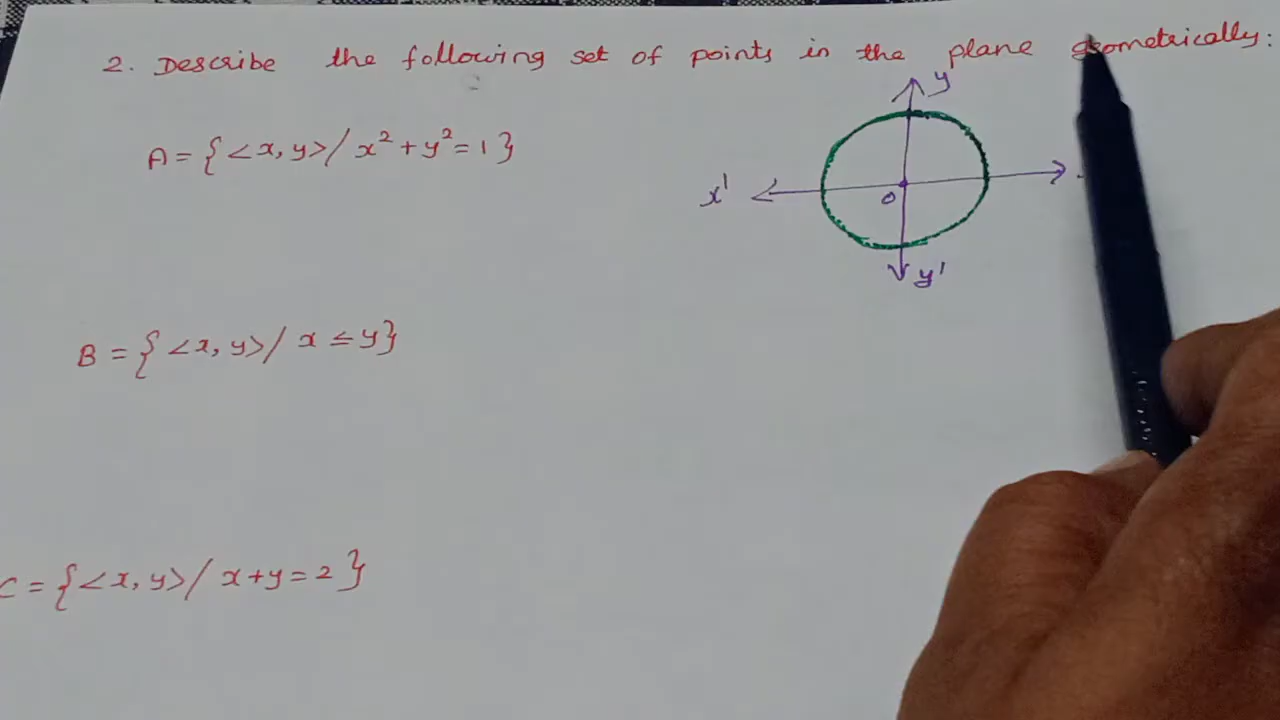 2. Describe the following set of points in the plane geometrically:
A = {<x, y> / x² + y² = 1}
y
x'
o
y'
B = {<x, y> / x ≤ y}
C = {<x, y> / x + y = 2}